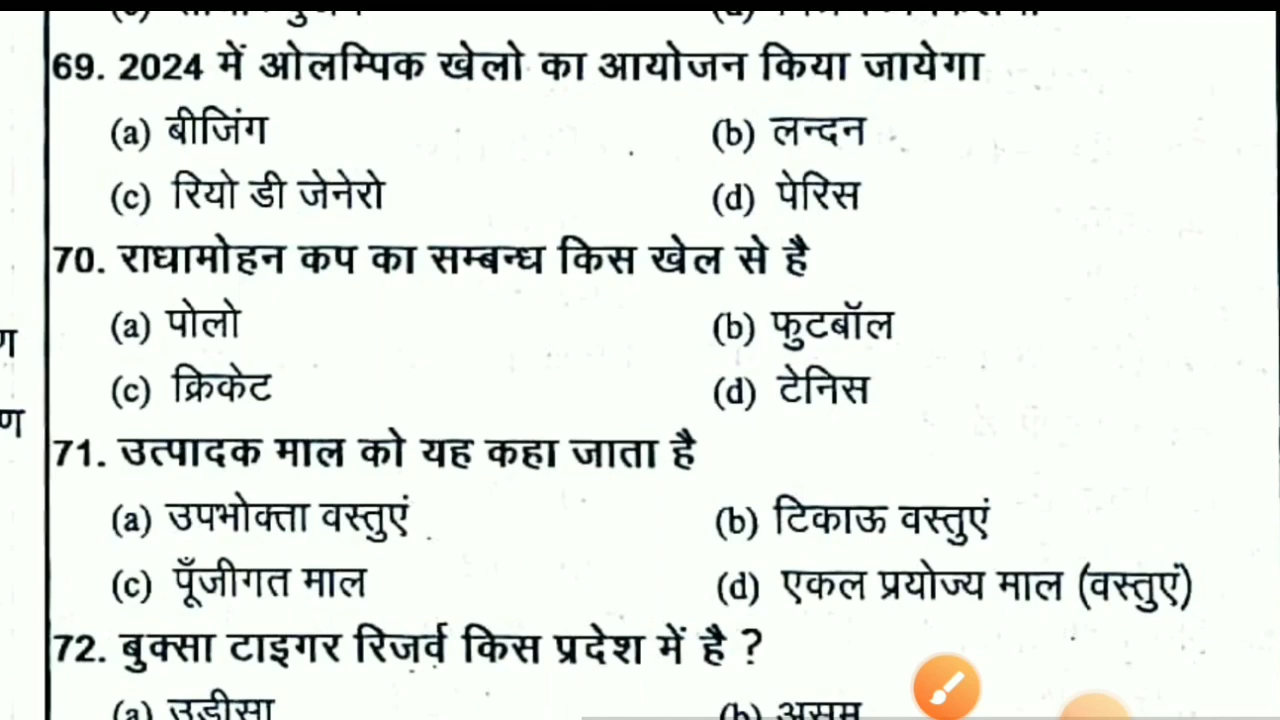 69. 2024 में ओलम्पिक खेलो का आयोजन किया जायेगा
(a) बीजिंग (b) लन्दन
(c) रियो डी जेनेरो (d) पेरिस
70. राधामोहन कप का सम्बन्ध किस खेल से है
(a) पोलो (b) फुटबॉल
(c) क्रिकेट (d) टेनिस
71. उत्पादक माल को यह कहा जाता है
(a) उपभोक्ता वस्तुएं (b) टिकाऊ वस्तुएं
(c) पूँजीगत माल (d) एकल प्रयोज्य माल (वस्तुएं)
72. बुक्सा टाइगर रिजर्व किस प्रदेश में है ?
(a) उड़ीसा (b) असम